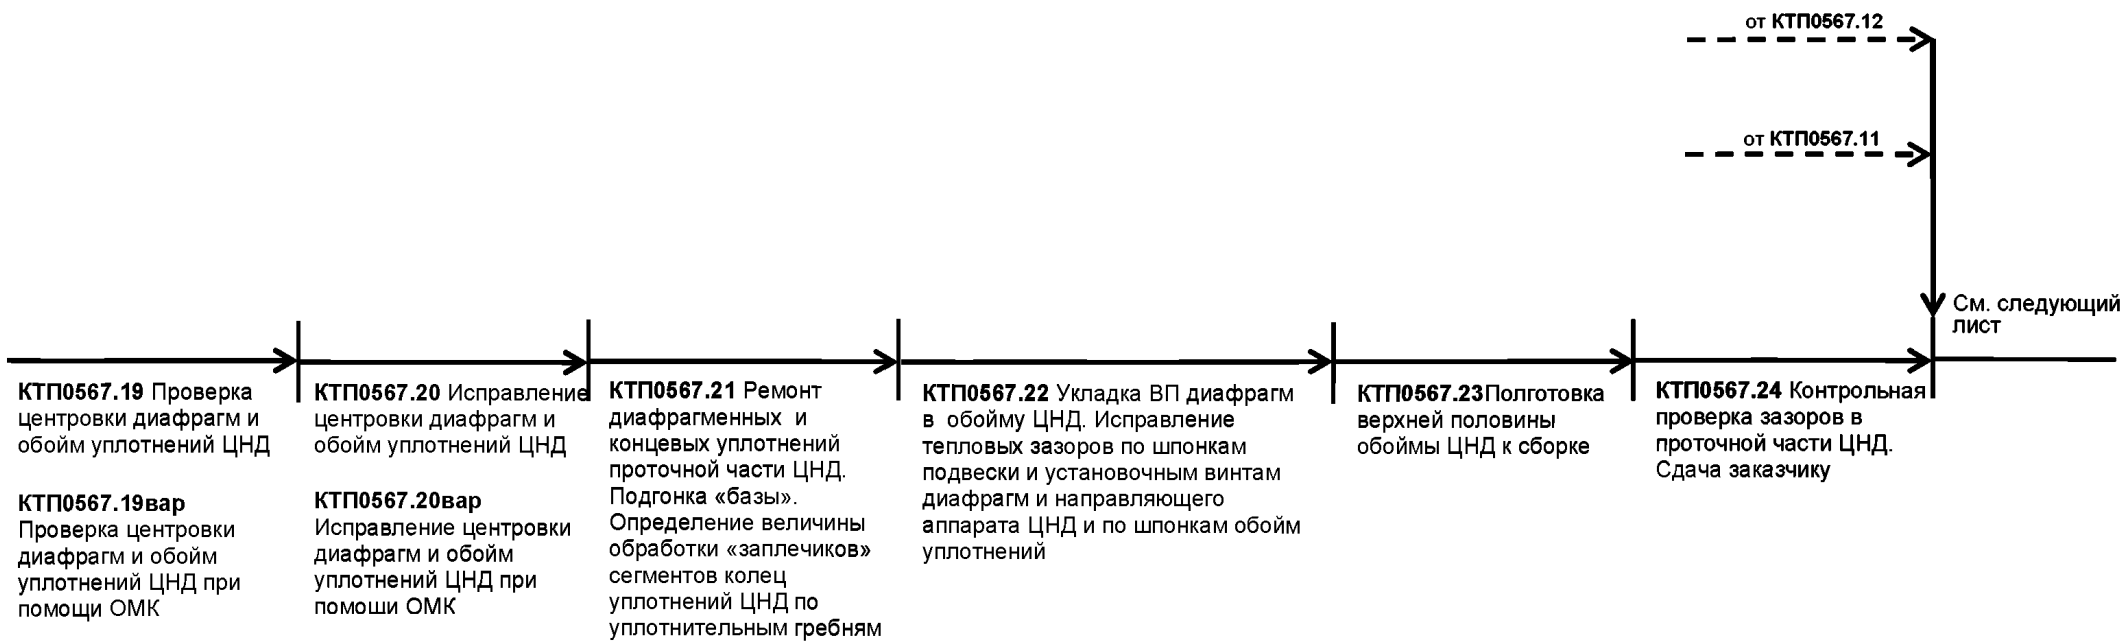 от КТП0567.12
от КТП0567.11
См. следующий
лист
КТП0567.19 Проверка
центровки диафрагм и
обойм уплотнений ЦНД
КТП0567.19вар
Проверка центровки
диафрагм и обойм
уплотнений ЦНД при
помощи ОМК
КТП0567.20 Исправление
центровки диафрагм и
обойм уплотнений ЦНД
КТП0567.20вар
Исправление центровки
диафрагм и обойм
уплотнений ЦНД при
помоши ОМК
КТП0567.21 Ремонт
диафрагменных и
концевых уплотнений
проточной части ЦНД.
Подгонка «базы».
Определение величины
обработки «заплечиков»
сегментов колец
уплотнений ЦНД по
уплотнительным гребням
КТП0567.22 Укладка ВП диафрагм
в обойму ЦНД. Исправление
тепловых зазоров по шпонкам
подвески и установочным винтам
диафрагм и направляющего
аппарата ЦНД и по шпонкам обойм
уплотнений
КТП0567.23Полготовка
верхней половины
обоймы ЦНД к сборке
КТП0567.24 Контрольная
проверка зазоров в
проточной части ЦНД.
Сдача заказчику